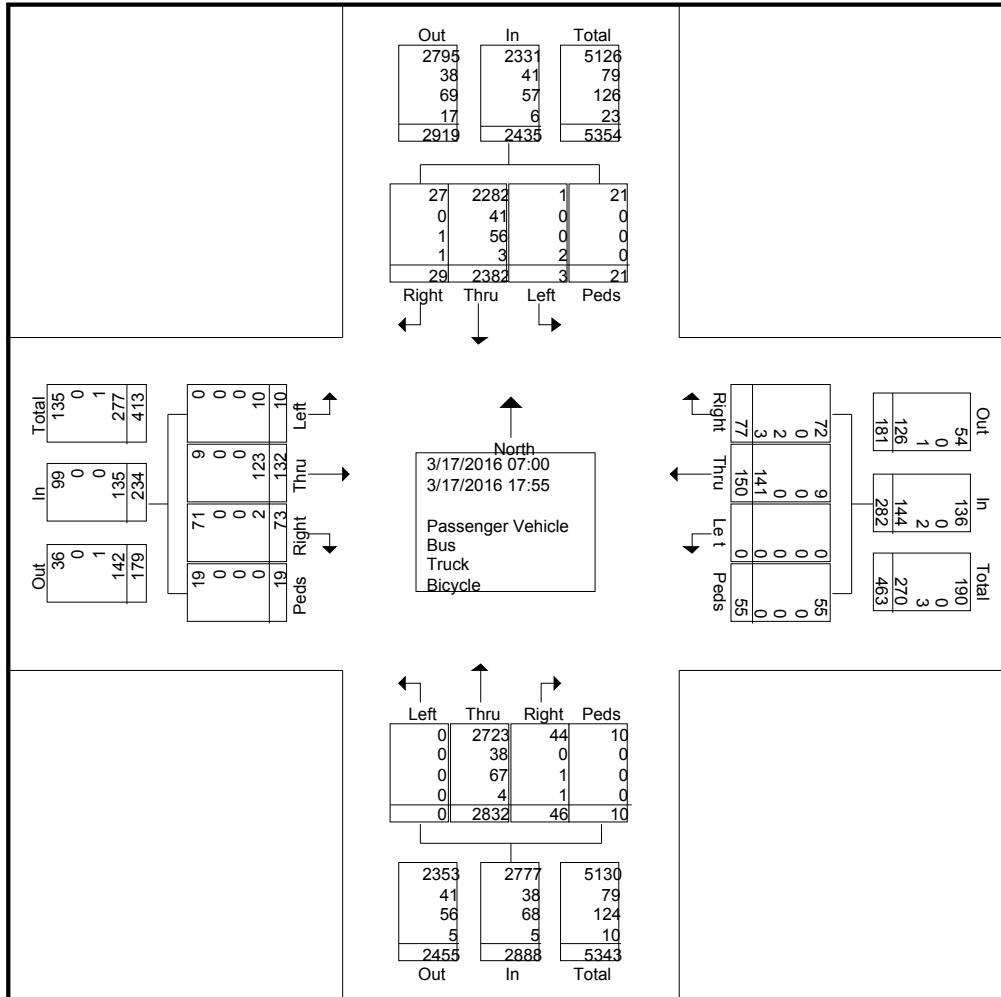 Out In Total
2795 2331 5126
38 41 79
69 57 126
17 6 23
2919 2435 5354
27 2282 1 21
0 41 0 0
1 56 0 0
1 3 2 0
29 2382 3 21
Right Thru Left Peds
Total
135 0 1 277 413
In
99 0 0 135 234
Out
36 0 1 142 179
Left
0 0 0 10 10
Thru
9 0 0 123 132
Right
71 0 0 2 73
Peds
19 0 0 0 19
North
3/17/2016 07:00
3/17/2016 17:55
Passenger Vehicle
Bus
Truck
Bicycle
Right
72 0 2 3 77
Thru
9 0 0 141 150
Le t
0 0 0 0 0
Peds
55 0 0 0 55
Out
54 0 1 126 181
In
136 0 2 144 282
Total
190 0 3 270 463
Left Thru Right Peds
0 2723 44 10
0 38 0 0
0 67 1 0
0 4 1 0
0 2832 46 10
2353 2777 5130
41 38 79
56 68 124
5 5 10
2455 2888 5343
Out In Total